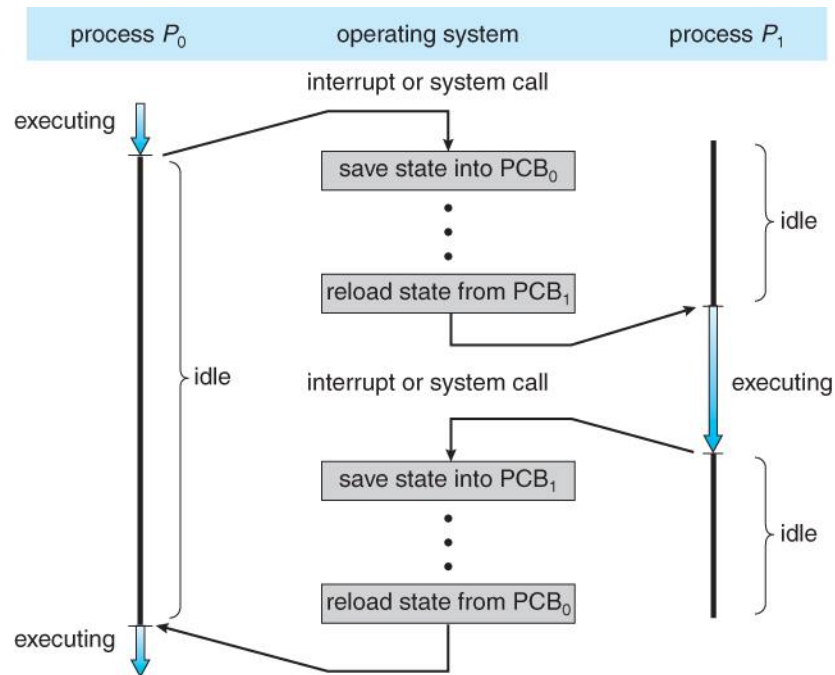 process P₀ operating system process P₁
interrupt or system call
executing
save state into PCB₀
idle
reload state from PCB₁
idle
interrupt or system call
executing
save state into PCB₁
idle
reload state from PCB₀
executing